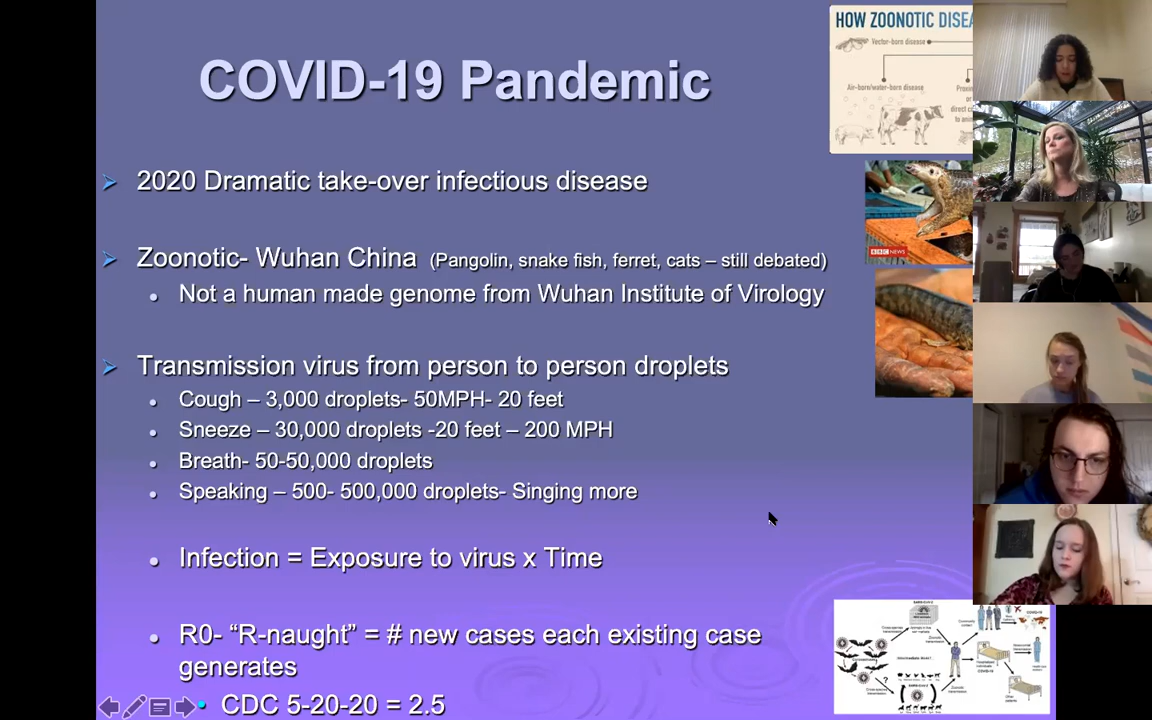 COVID-19 Pandemic
2020 Dramatic take-over infectious disease
Zoonotic- Wuhan China (Pangolin, snake fish, ferret, cats – still debated)
Not a human made genome from Wuhan Institute of Virology
Transmission virus from person to person droplets
Cough – 3,000 droplets- 50MPH- 20 feet
Sneeze – 30,000 droplets -20 feet – 200 MPH
Breath- 50-50,000 droplets
Speaking – 500- 500,000 droplets- Singing more
Infection = Exposure to virus x Time
R0- “R-naught” = # new cases each existing case
generates
CDC 5-20-20 = 2.5
HOW ZOONOTIC DISEA
Vector-born disease
Air-born/water-born disease
direct c
to ani
BBC NEWS